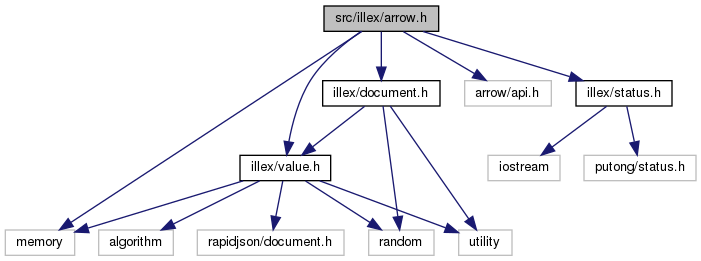 src/illex/arrow.h
illex/document.h
arrow/api.h
illex/status.h
illex/value.h
iostream
putong/status.h
memory
algorithm
rapidjson/document.h
random
utility